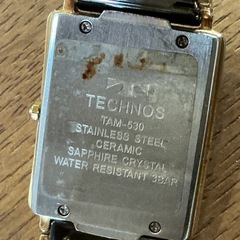 TECHNOS
TAM-530
STAINLESS STEEL
CERAMIC
SAPPHIRE CRYSTAL
WATER RESISTANT 3BAR